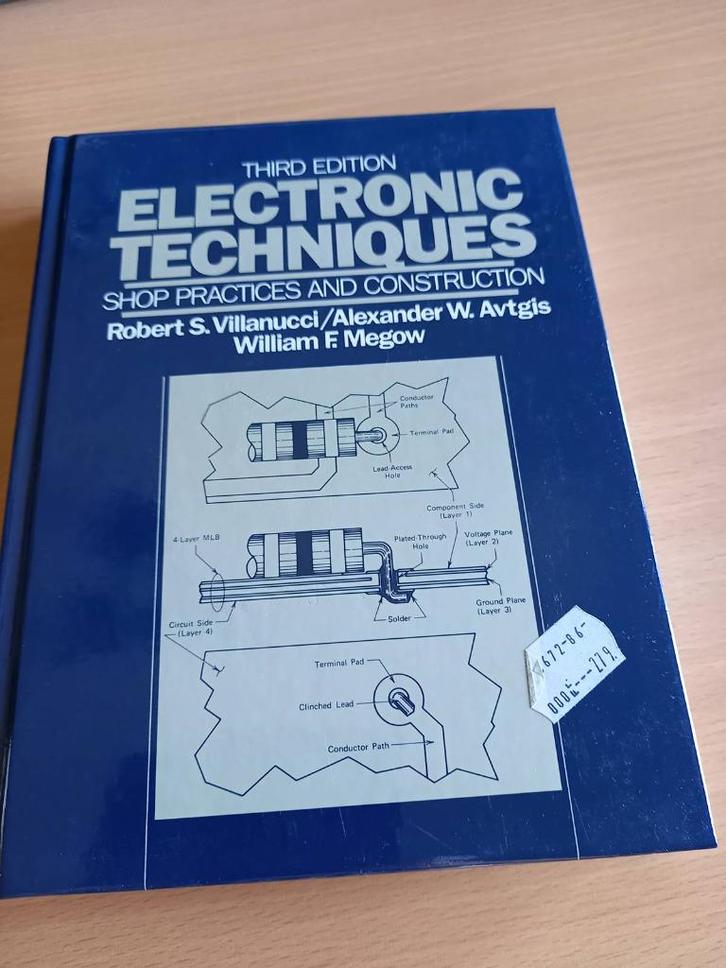 THIRD EDITION
ELECTRONIC
TECHNIQUES
SHOP PRACTICES AND CONSTRUCTION
Robert S. Villanucci/Alexander W. Avtgis
William F. Megow
Conductor
Paths
Terminal Pad
Lead-Access
Hole
Component Side
(Layer 1)
4-Layer MLB
Plated-Through
Hole
Voltage Plane
(Layer 2)
Ground Plane
(Layer 3)
Solder
Circuit Side
(Layer 4)
Terminal Pad
Clinched Lead
Conductor Path
672-86-